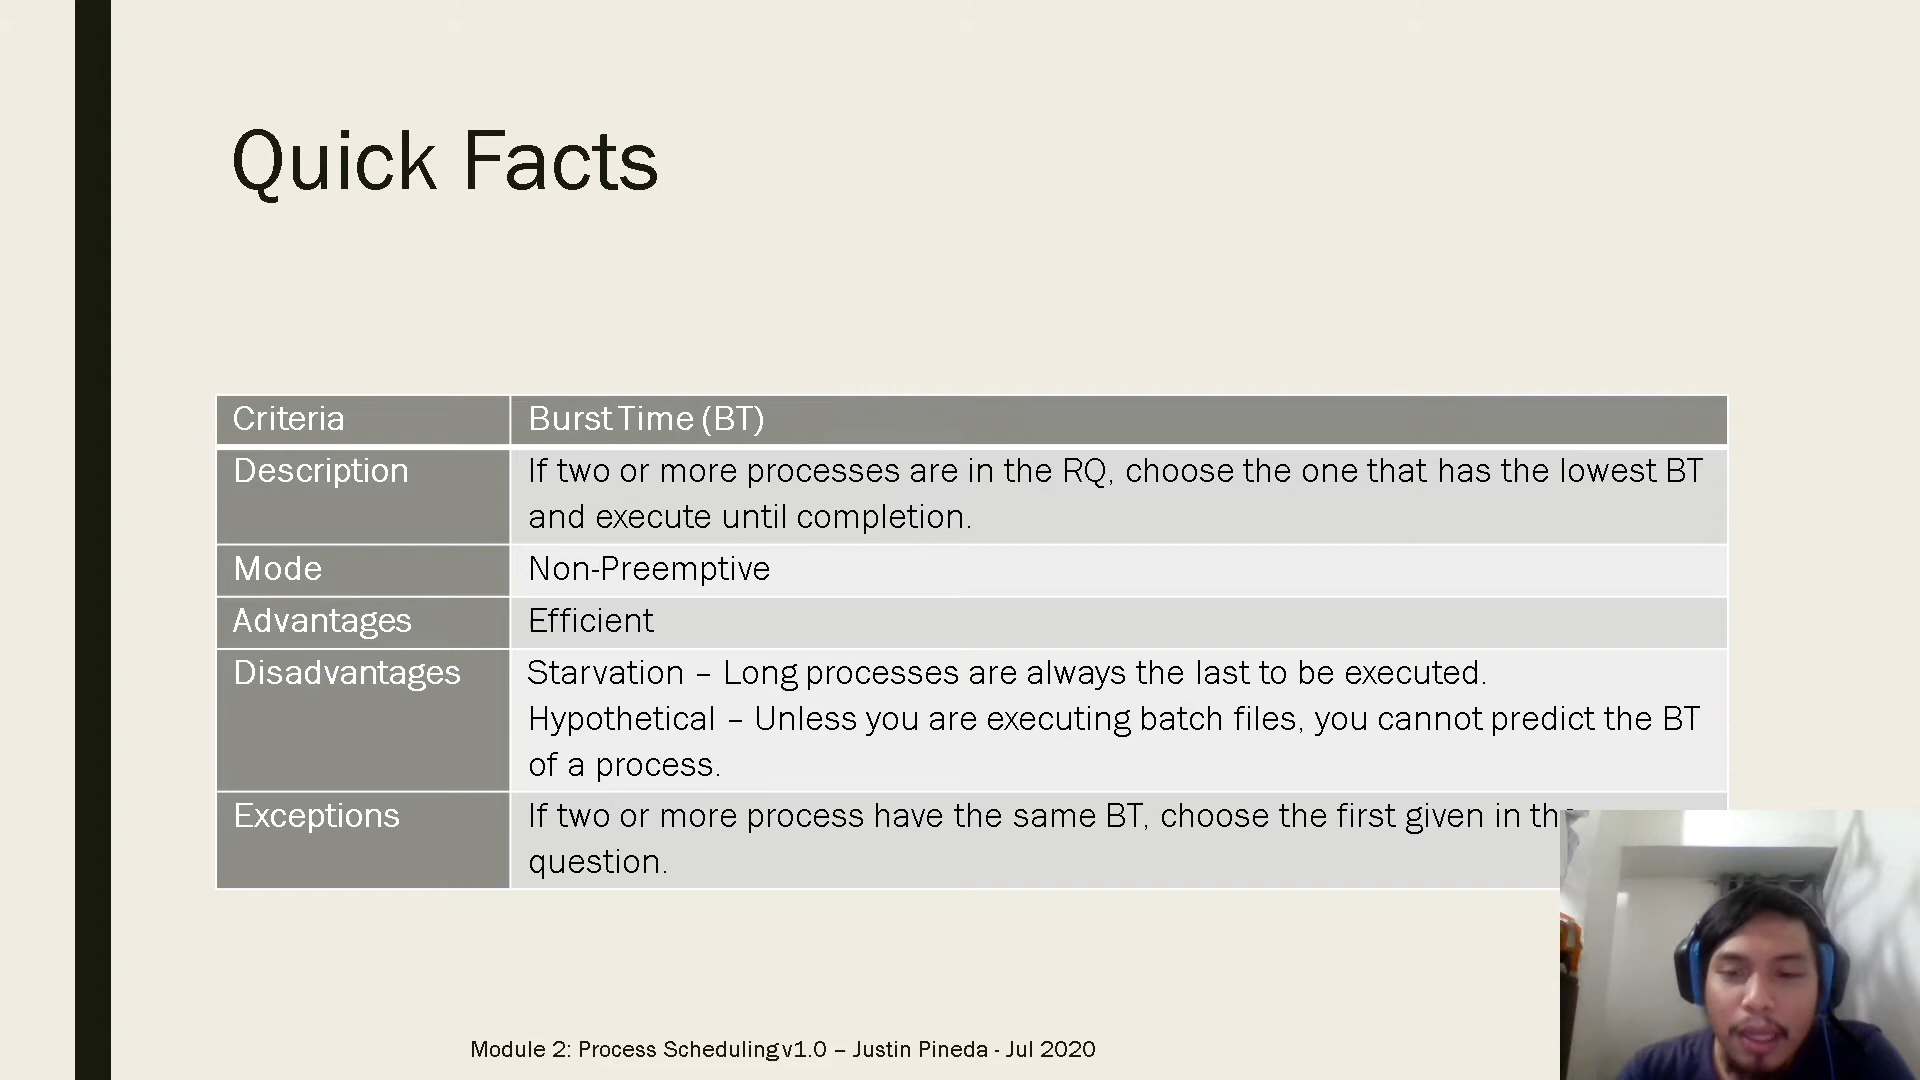 Quick Facts
Criteria
Burst Time (BT)
Description
If two or more processes are in the RQ, choose the one that has the lowest BT
and execute until completion.
Mode
Non-Preemptive
Advantages
Efficient
Disadvantages
Starvation – Long processes are always the last to be executed.
Hypothetical – Unless you are executing batch files, you cannot predict the BT
of a process.
Exceptions
If two or more process have the same BT, choose the first given in the
question.
Module 2: Process Scheduling v1.0 – Justin Pineda - Jul 2020